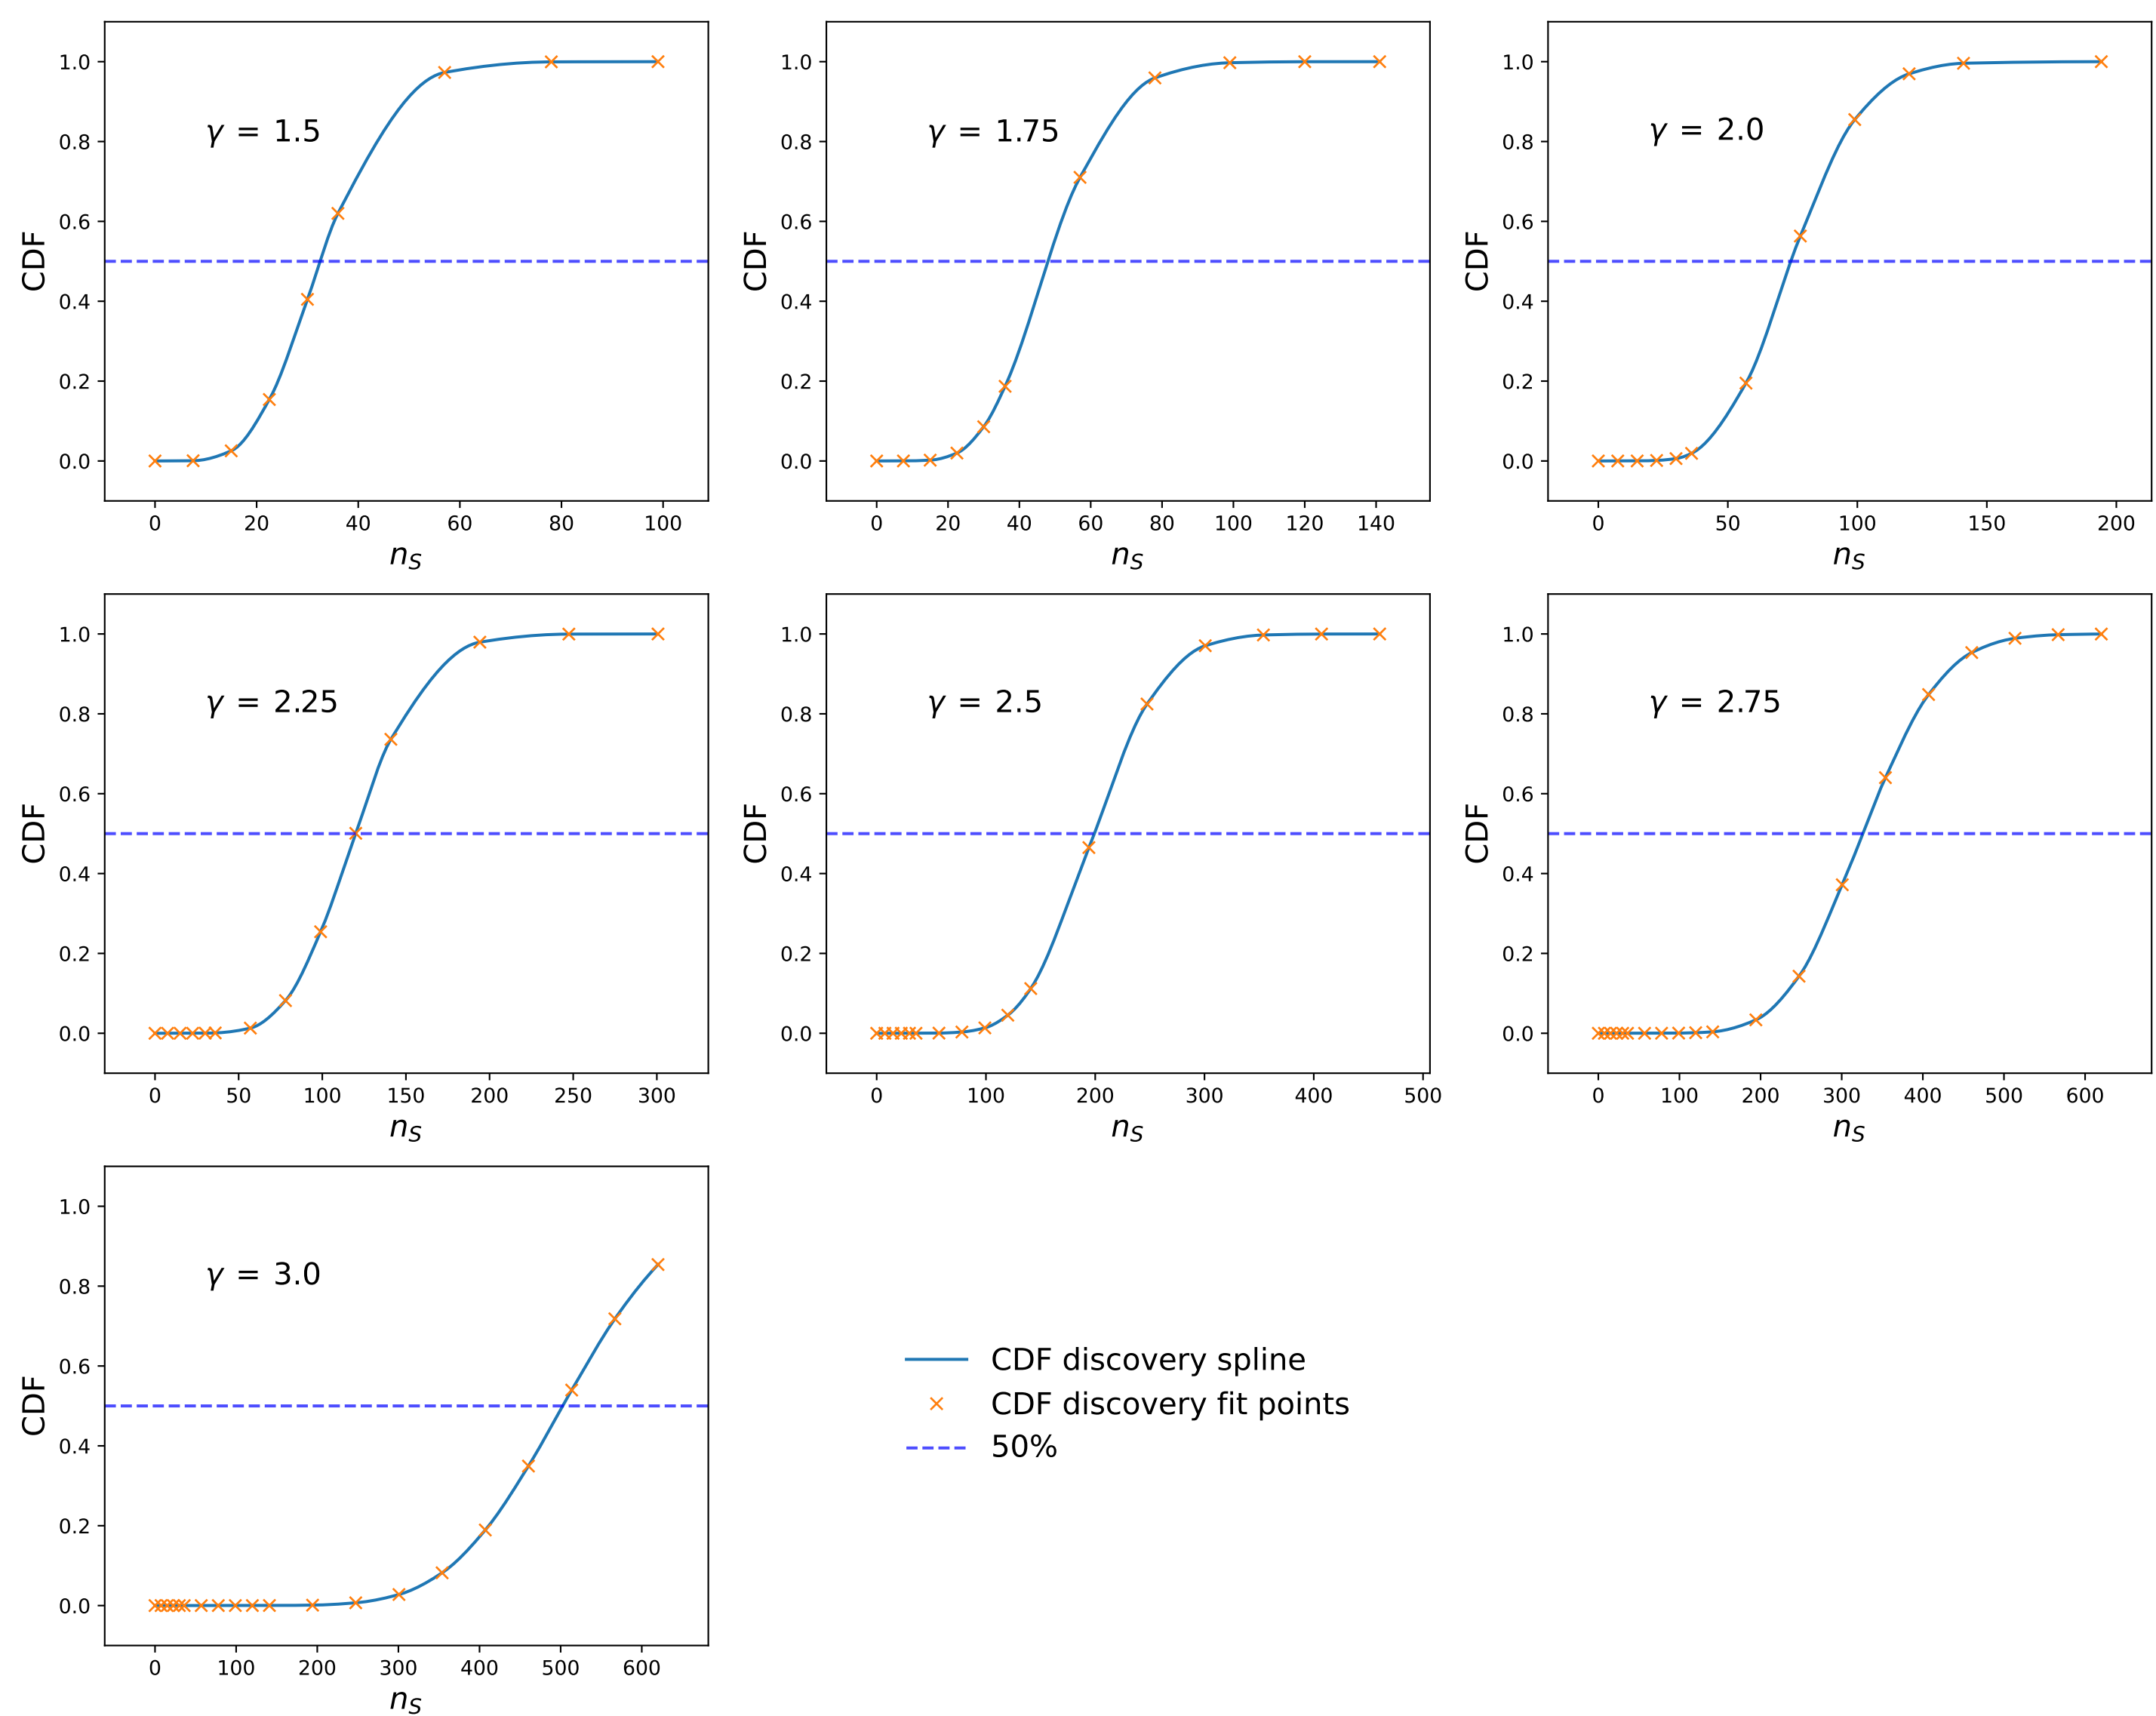 CDF
1.0
0.8
0.6
0.4
0.2
0.0
γ = 1.5
0 20 40 60 80 100
n_S
CDF
1.0
0.8
0.6
0.4
0.2
0.0
γ = 1.75
0 20 40 60 80 100 120 140
n_S
CDF
1.0
0.8
0.6
0.4
0.2
0.0
γ = 2.0
0 50 100 150 200
n_S
CDF
1.0
0.8
0.6
0.4
0.2
0.0
γ = 2.25
0 50 100 150 200 250 300
n_S
CDF
1.0
0.8
0.6
0.4
0.2
0.0
γ = 2.5
0 100 200 300 400 500
n_S
CDF
1.0
0.8
0.6
0.4
0.2
0.0
γ = 2.75
0 100 200 300 400 500 600
n_S
CDF
1.0
0.8
0.6
0.4
0.2
0.0
γ = 3.0
0 100 200 300 400 500 600
n_S
CDF discovery spline
CDF discovery fit points
50%